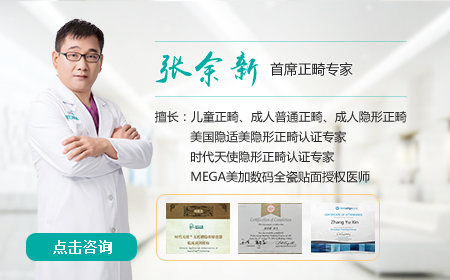 张余新 首席正畸专家
擅长：儿童正畸、成人普通正畸、成人隐形正畸
美国隐适美隐形正畸认证专家
时代天使隐形正畸认证专家
MEGA美加数码全瓷贴面授权医师
Certification of Completion
CERTIFICATE OF ATTENDANCE
Zhang Yu Xin
点击咨询